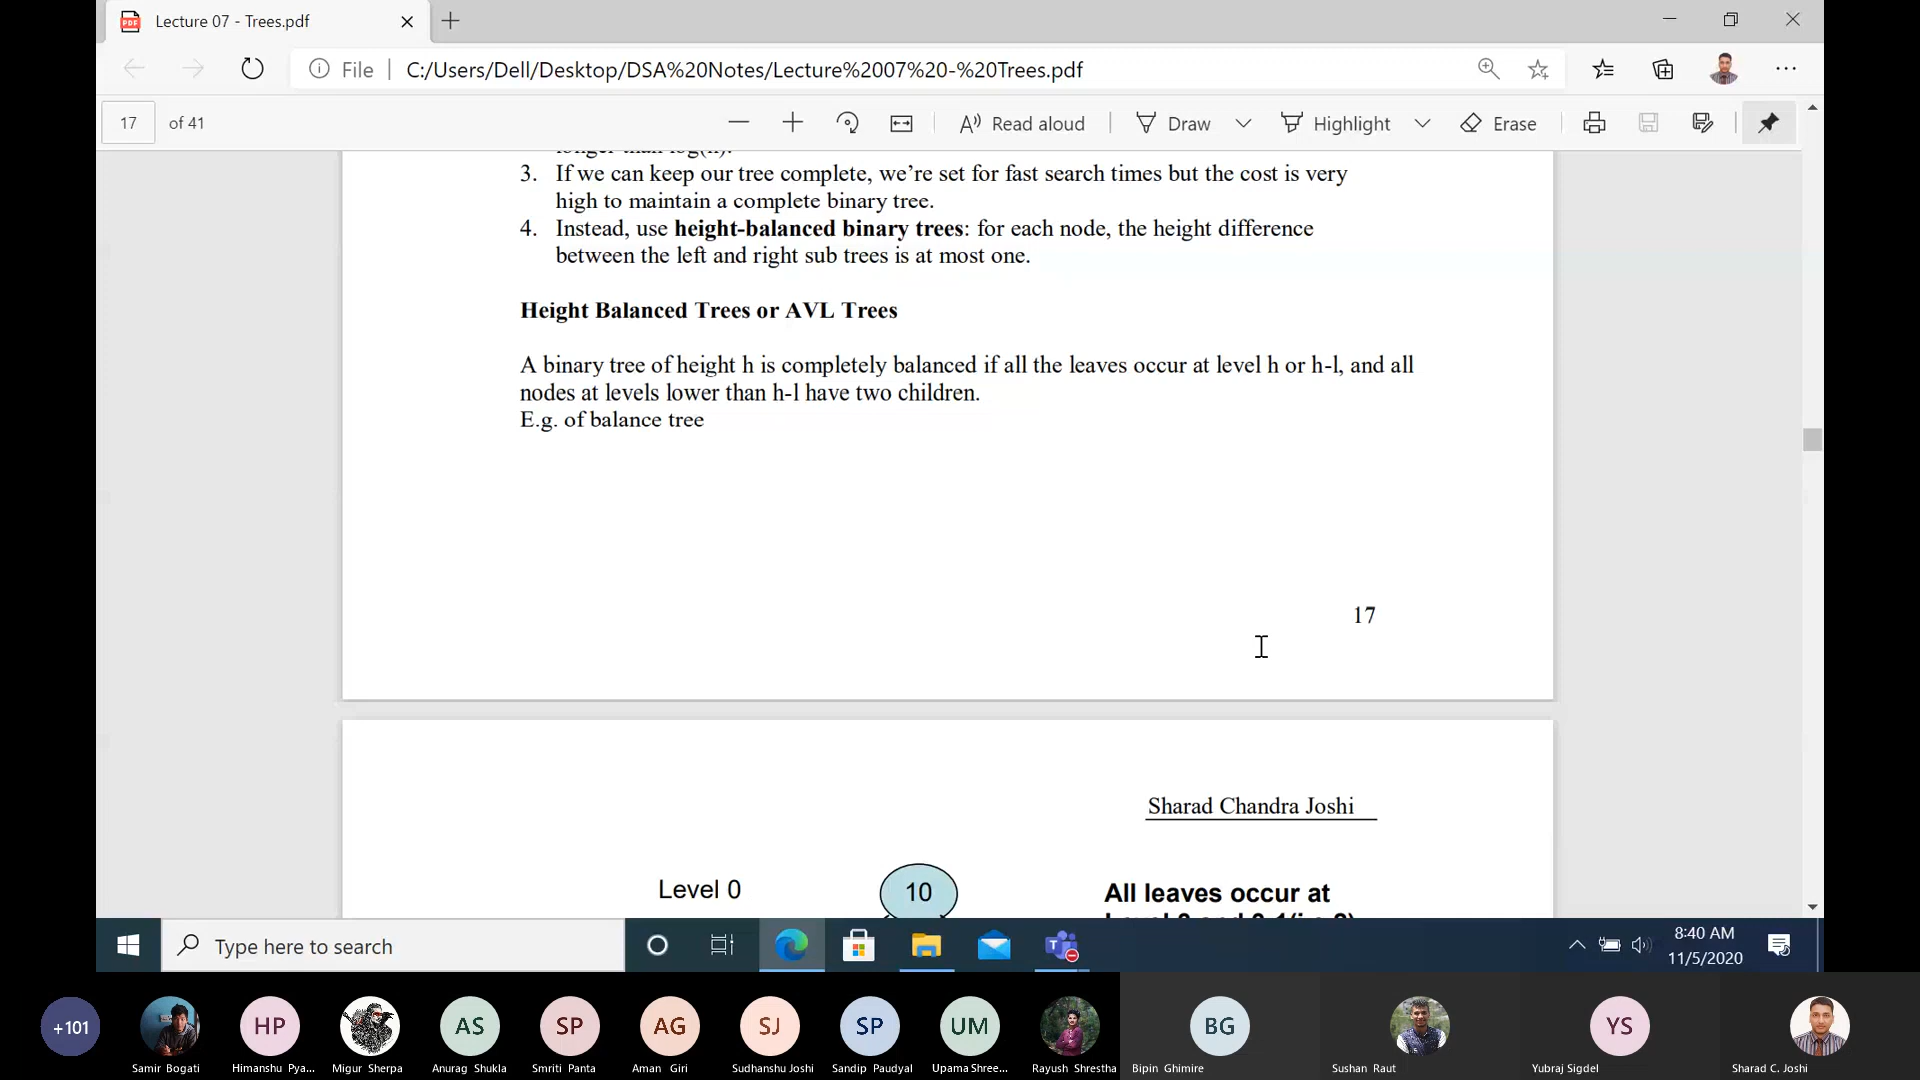 Lecture 07 - Trees.pdf
File
C:/Users/Dell/Desktop/DSA%20Notes/Lecture%2007%20-%20Trees.pdf
17 of 41
Read aloud
Draw
Highlight
Erase
longer than log(n).
3. If we can keep our tree complete, we're set for fast search times but the cost is very
high to maintain a complete binary tree.
4. Instead, use height-balanced binary trees: for each node, the height difference
between the left and right sub trees is at most one.
Height Balanced Trees or AVL Trees
A binary tree of height h is completely balanced if all the leaves occur at level h or h-l, and all
nodes at levels lower than h-l have two children.
E.g. of balance tree
17
Sharad Chandra Joshi
Level 0
10
All leaves occur at
Type here to search
8:40 AM
11/5/2020
+101
HP
AS
SP
AG
SJ
SP
UM
BG
YS
Samir Bogati
Himanshu Pya...
Migur Sherpa
Anurag Shukla
Smriti Panta
Aman Giri
Sudhanshu Joshi
Sandip Paudyal
Upama Shree...
Rayush Shrestha
Bipin Ghimire
Sushan Raut
Yubraj Sigdel
Sharad C. Joshi